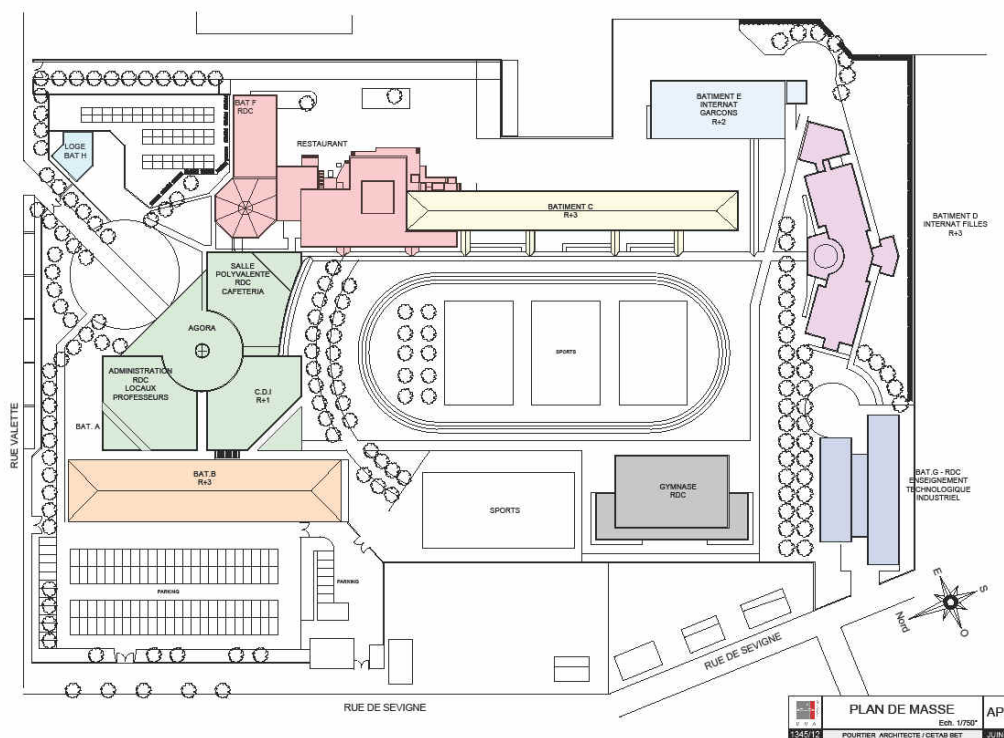 BAT F
RDC
BATIMENT E
INTERNAT
GARCONS
R+2
LOGE
BAT H
RESTAURANT
BATIMENT C
R+3
BATIMENT D
INTERNAT FILLES
R+3
SALLE
POLYVALENTE
RDC
CAFETERIA
AGORA
SPORTS
ADMINISTRATION
RDC
LOCAUX
PROFESSEURS
C.D.I
R+1
BAT. A
RUE VALETTE
BAT.B
R+3
SPORTS
GYMNASE
RDC
BAT.G - RDC
ENSEIGNEMENT
TECHNOLOGIQUE
INDUSTRIEL
PARKING
PARKING
E
S
Nord
O
RUE DE SEVIGNE
RUE DE SEVIGNE
PLAN DE MASSE
Ech. 1/750°
AP
1345/12
POURTIER ARCHITECTE / CETAB BET
JUIN